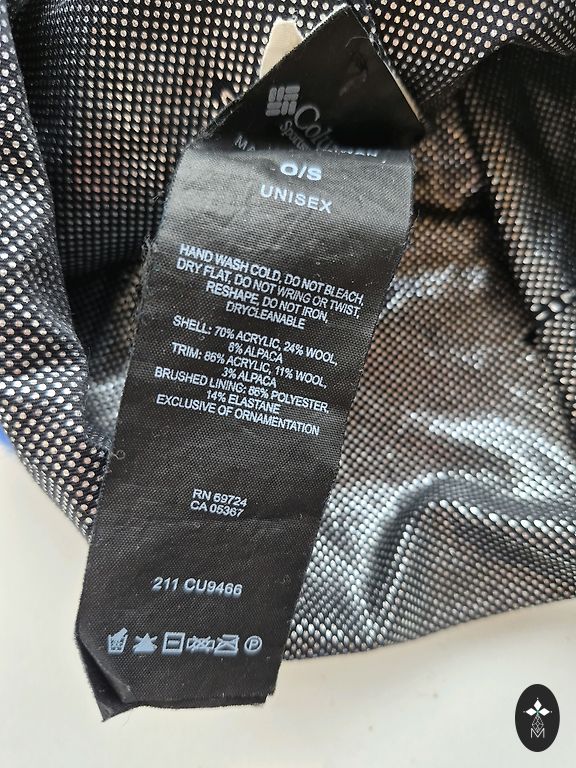 O/S
UNISEX
HAND WASH COLD, DO NOT BLEACH,
DRY FLAT, DO NOT WRING OR TWIST,
RESHAPE, DO NOT IRON,
DRYCLEANABLE
SHELL: 70% ACRYLIC, 24% WOOL,
6% ALPACA
TRIM: 86% ACRYLIC, 11% WOOL,
3% ALPACA
BRUSHED LINING: 86% POLYESTER,
14% ELASTANE
EXCLUSIVE OF ORNAMENTATION
RN 69724
CA 05367
211 CU9466
P
M